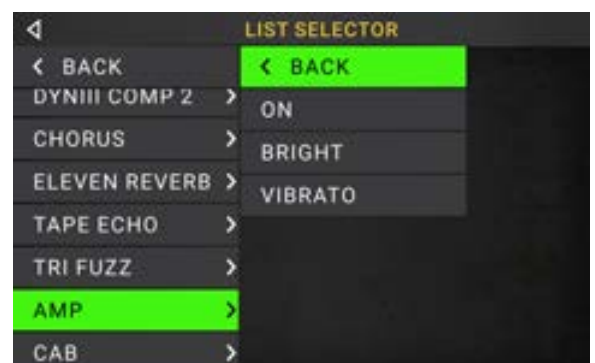 LIST SELECTOR
< BACK
DYNIII COMP 2 >
CHORUS >
ELEVEN REVERB >
TAPE ECHO >
TRI FUZZ >
AMP >
CAB >
< BACK
ON
BRIGHT
VIBRATO